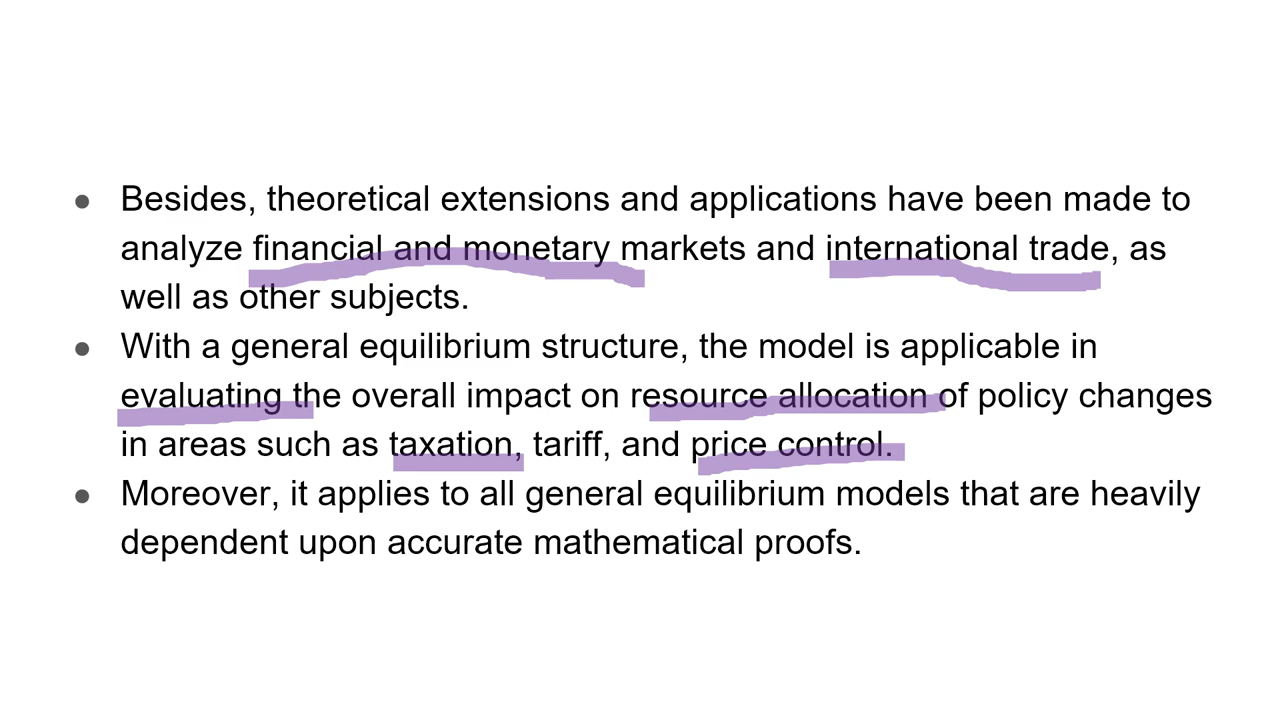 ● Besides, theoretical extensions and applications have been made to
analyze financial and monetary markets and international trade, as
well as other subjects.
● With a general equilibrium structure, the model is applicable in
evaluating the overall impact on resource allocation of policy changes
in areas such as taxation, tariff, and price control.
● Moreover, it applies to all general equilibrium models that are heavily
dependent upon accurate mathematical proofs.